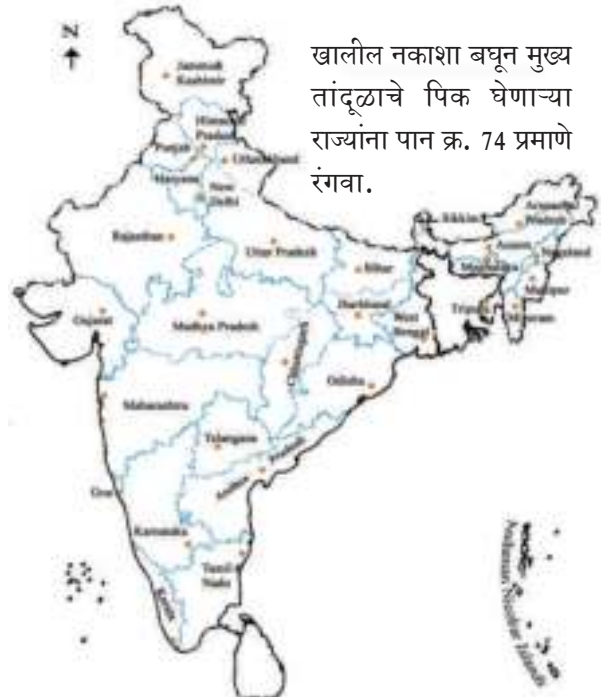 N
खालील नकाशा बघून मुख्य
तांदूळाचे पिक घेणाऱ्या
राज्यांना पान क्र. 74 प्रमाणे
रंगवा.
Jammu &
Kashmir
Himachal
Pradesh
Punjab
Uttarakhand
Haryana
New
Delhi
Rajasthan
Uttar Pradesh
Sikkim
Arunachal
Pradesh
Assam
Nagaland
Meghalaya
Manipur
Bihar
Tripura
Mizoram
Gujarat
Madhya Pradesh
Jharkhand
West
Bengal
Chhattisgarh
Odisha
Maharashtra
Telangana
Andhra Pradesh
Goa
Karnataka
Tamil
Nadu
Kerala
Andaman Nicobar Islands